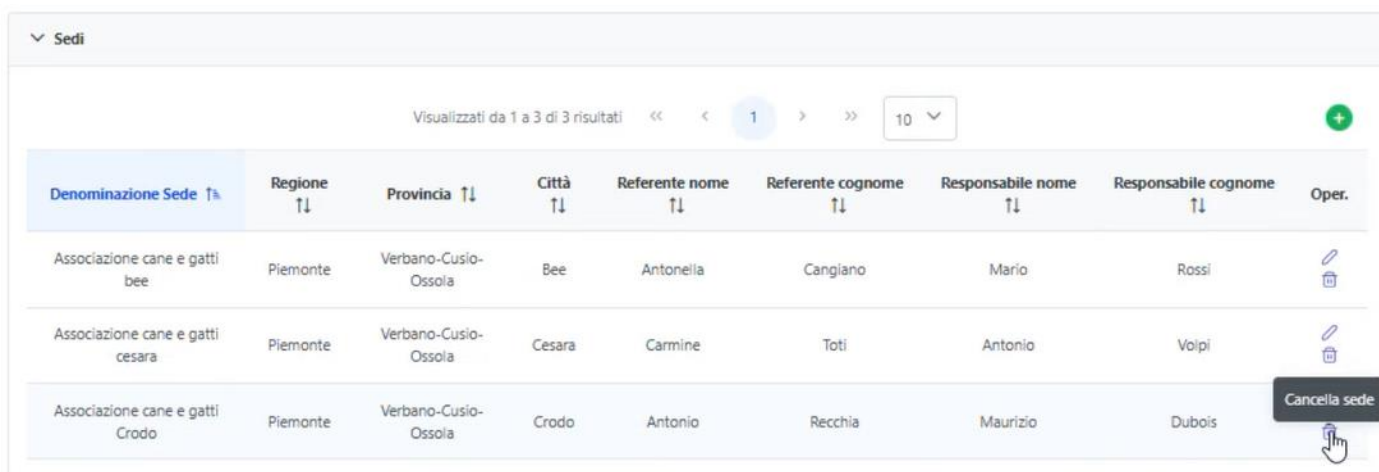 Sedi
Visualizzati da 1 a 3 di 3 risultati << < 1 > >> 10
Denominazione Sede Regione Provincia Città Referente nome Referente cognome Responsabile nome Responsabile cognome Oper.
Associazione cane e gatti
bee
Piemonte
Verbano-Cusio-
Ossola
Bee Antonella Cangiano Mario Rossi
Associazione cane e gatti
cesara
Piemonte
Verbano-Cusio-
Ossola
Cesara Carmine Toti Antonio Volpi
Cancella sede
Associazione cane e gatti
Crodo
Piemonte
Verbano-Cusio-
Ossola
Crodo Antonio Recchia Maurizio Dubois